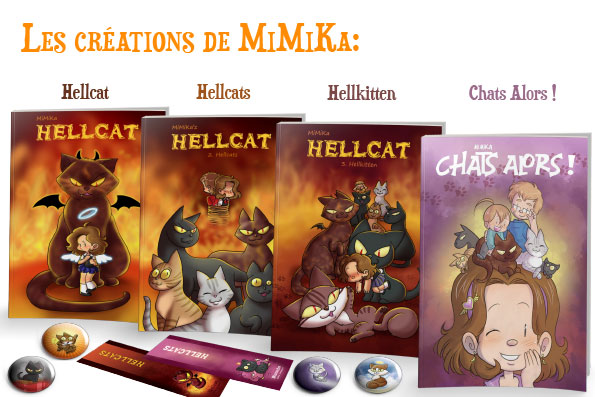 Les créations de MiMiKa:
Hellcat
Hellcats
Hellkitten
Chats Alors !
MiMiKa
HELLCAT
MiMiKa's
HELLCAT
2. Hellcats
MiMiKa
HELLCAT
3. Hellkitten
CHATS ALORS !
HELLCATS
HELLCATS